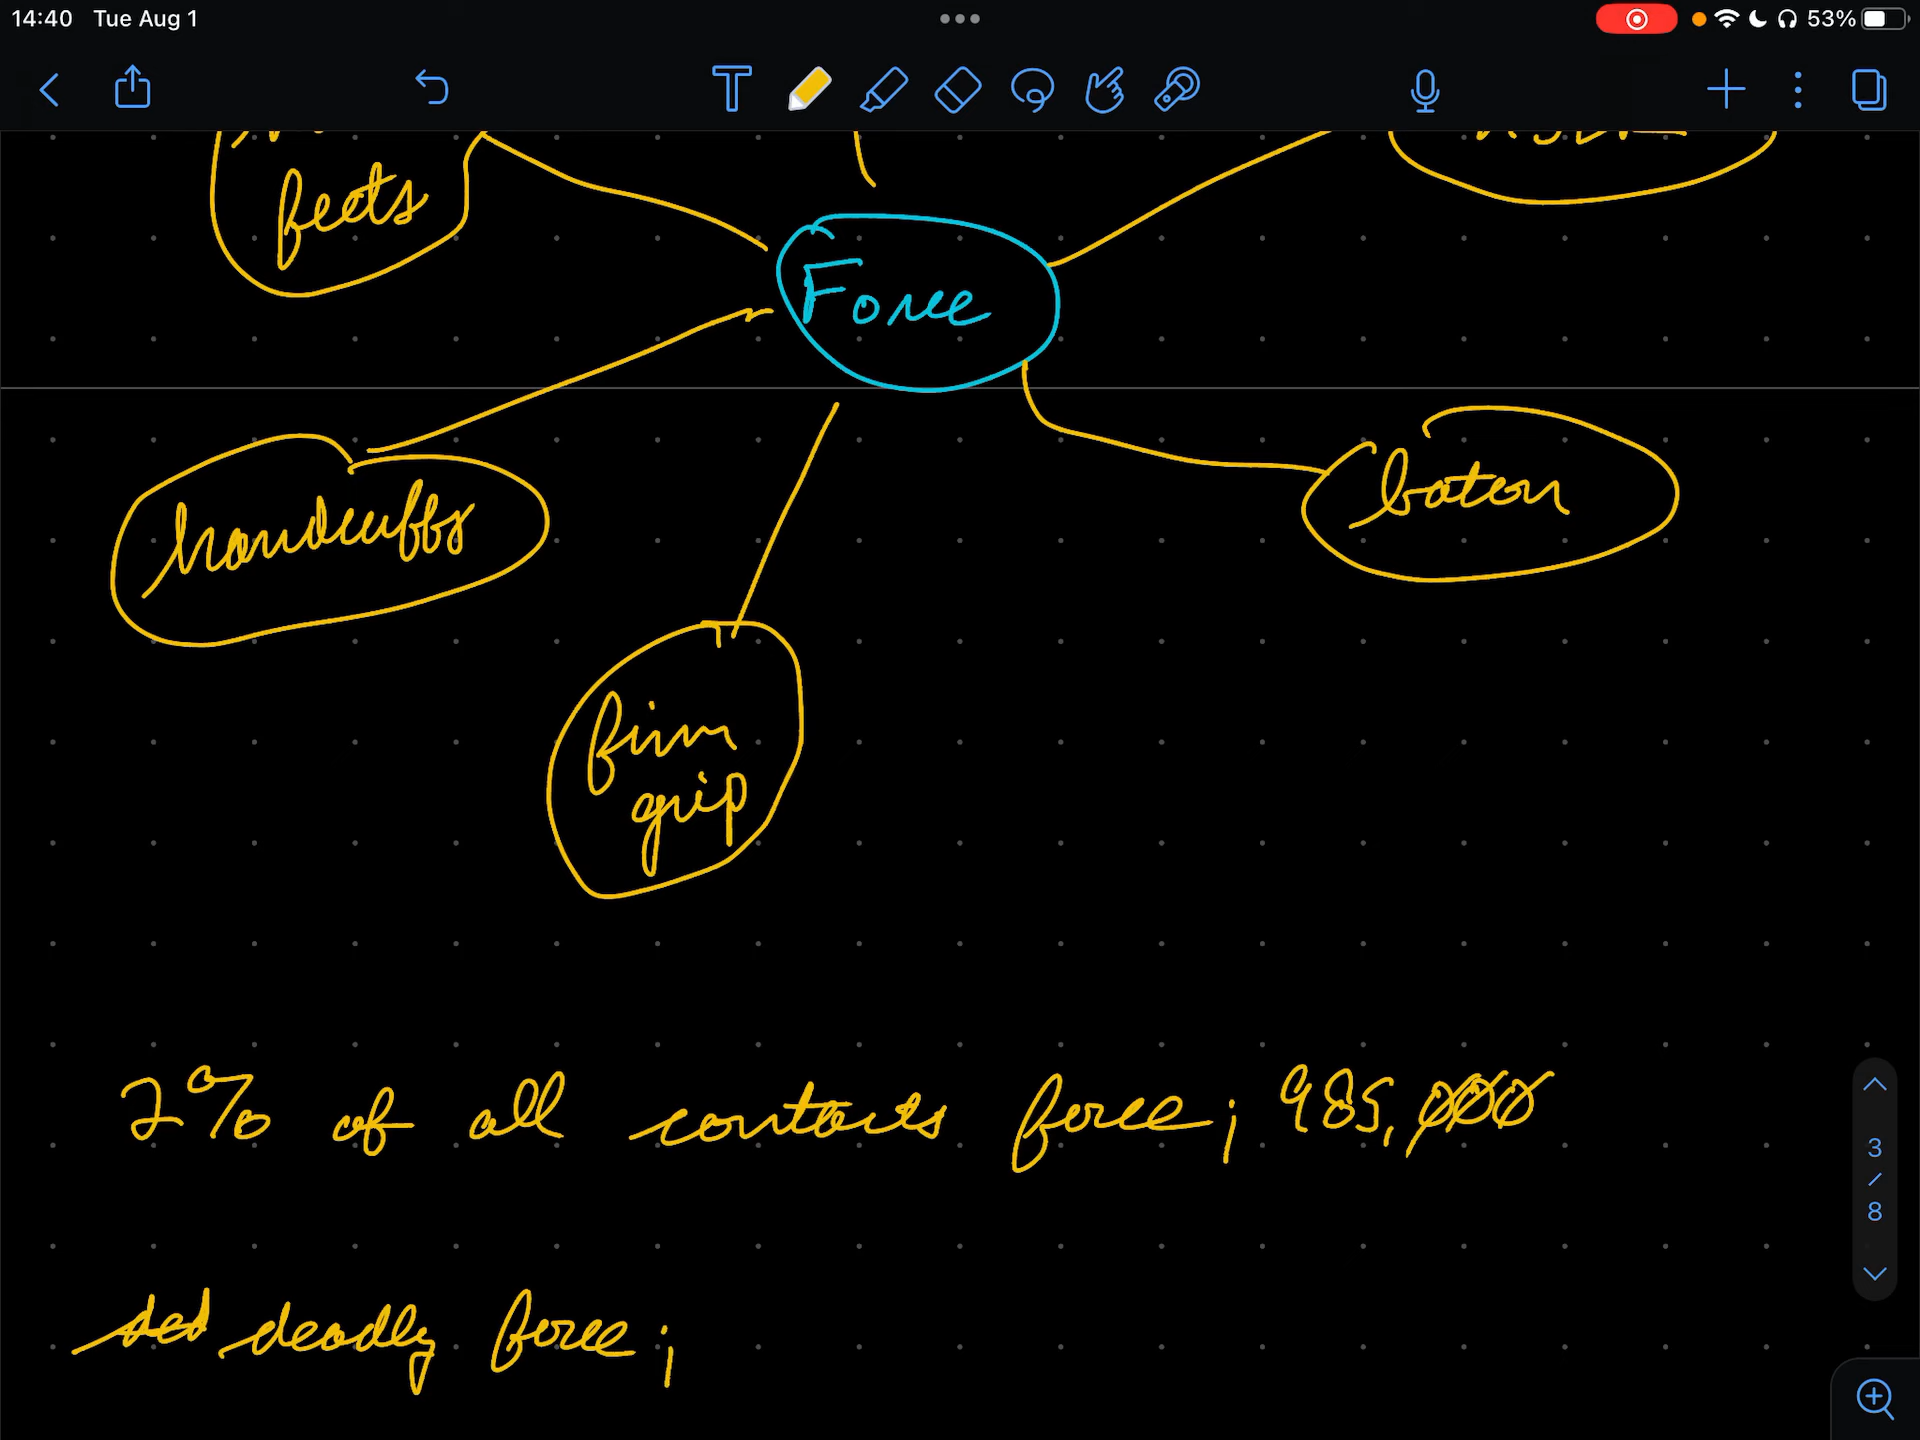 14:40 Tue Aug 1 53%
feets
Force
handcuffs
baton
firm
grip
2% of all contacts force; 985,000
deadly force;
3
/
8